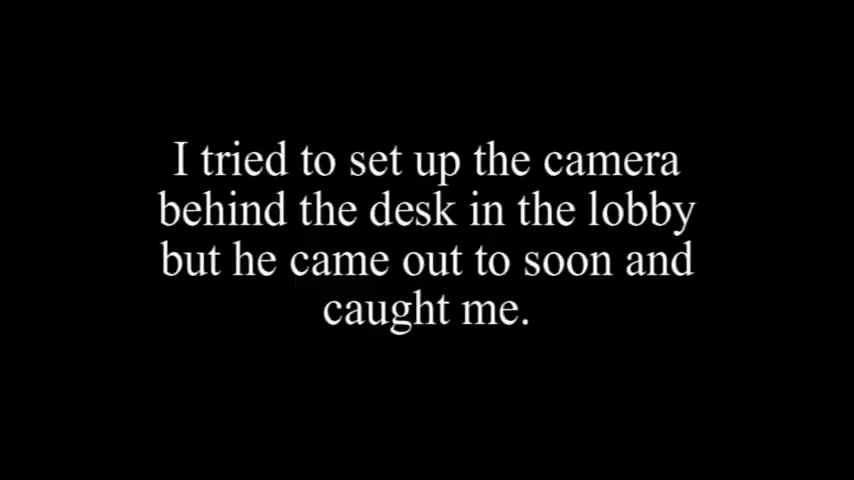 I tried to set up the camera
behind the desk in the lobby
but he came out to soon and
caught me.